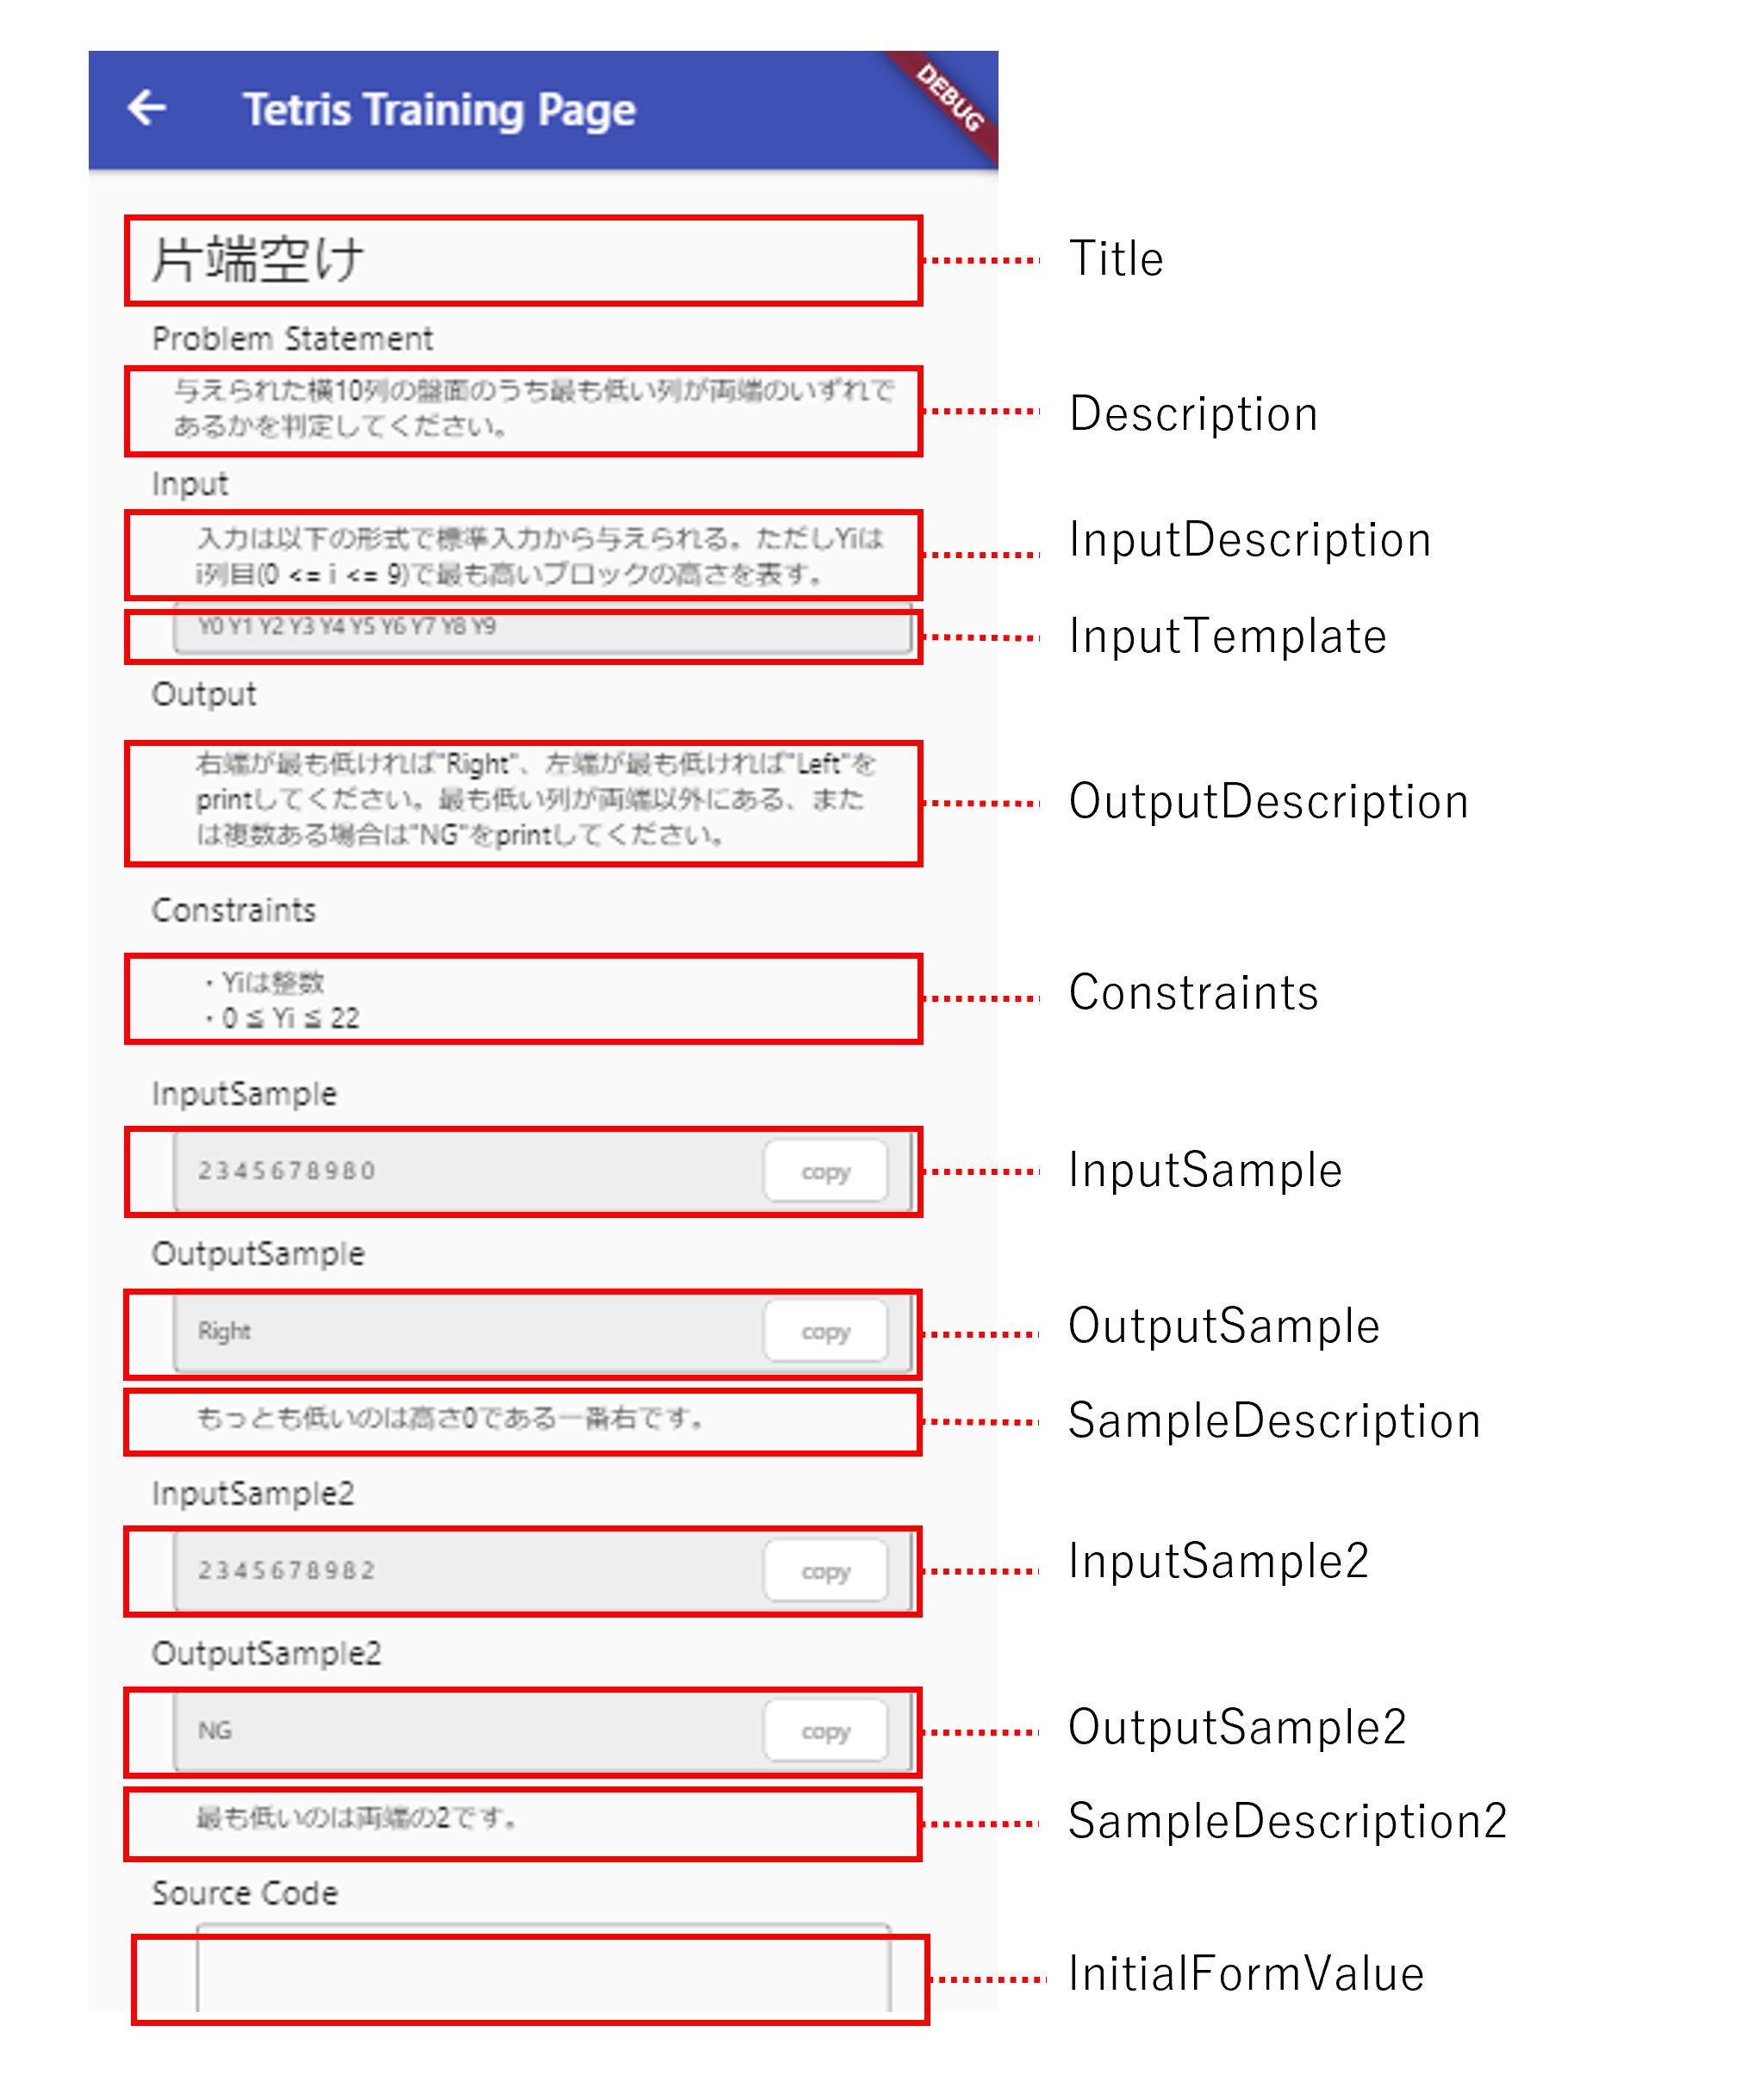 Tetris Training Page
DEBUG
片端空け
Title
Problem Statement
与えられた横10列の盤面のうち最も低い列が両端のいずれで
あるかを判定してください。
Description
Input
入力は以下の形式で標準入力から与えられる。ただしYiは
i列目(0 <= i <= 9)で最も高いブロックの高さを表す。
InputDescription
Y0 Y1 Y2 Y3 Y4 Y5 Y6 Y7 Y8 Y9
InputTemplate
Output
右端が最も低ければ"Right"、左端が最も低ければ"Left"を
printしてください。最も低い列が両端以外にある、また
は複数ある場合は"NG"をprintしてください。
OutputDescription
Constraints
・Yiは整数
・0 ≦ Yi ≦ 22
Constraints
InputSample
2 3 4 5 6 7 8 9 8 0
copy
InputSample
OutputSample
Right
copy
OutputSample
もっとも低いのは高さ0である一番右です。
SampleDescription
InputSample2
2 3 4 5 6 7 8 9 8 2
copy
InputSample2
OutputSample2
NG
copy
OutputSample2
最も低いのは両端の2です。
SampleDescription2
Source Code
InitialFormValue